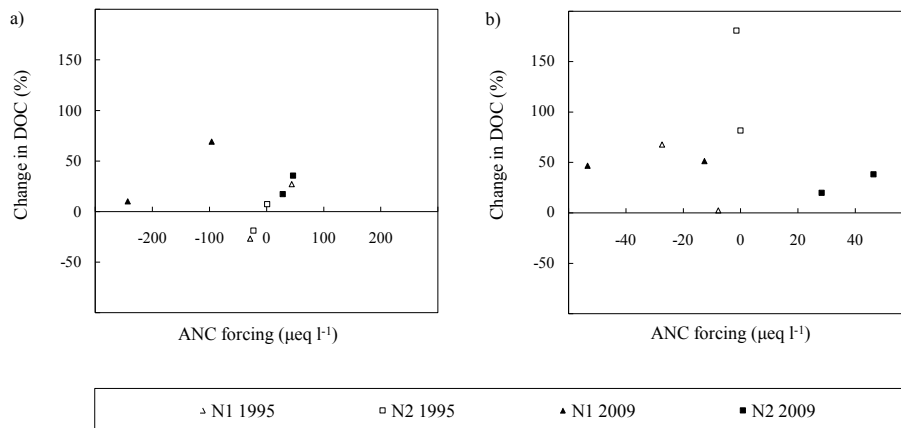 a)
150
100
50
0
-50
-200 -100 0 100 200
Change in DOC (%)
ANC forcing (μeq l⁻¹)
b)
150
100
50
0
-50
-40 -20 0 20 40
Change in DOC (%)
ANC forcing (μeq l⁻¹)
N1 1995 N2 1995 N1 2009 N2 2009